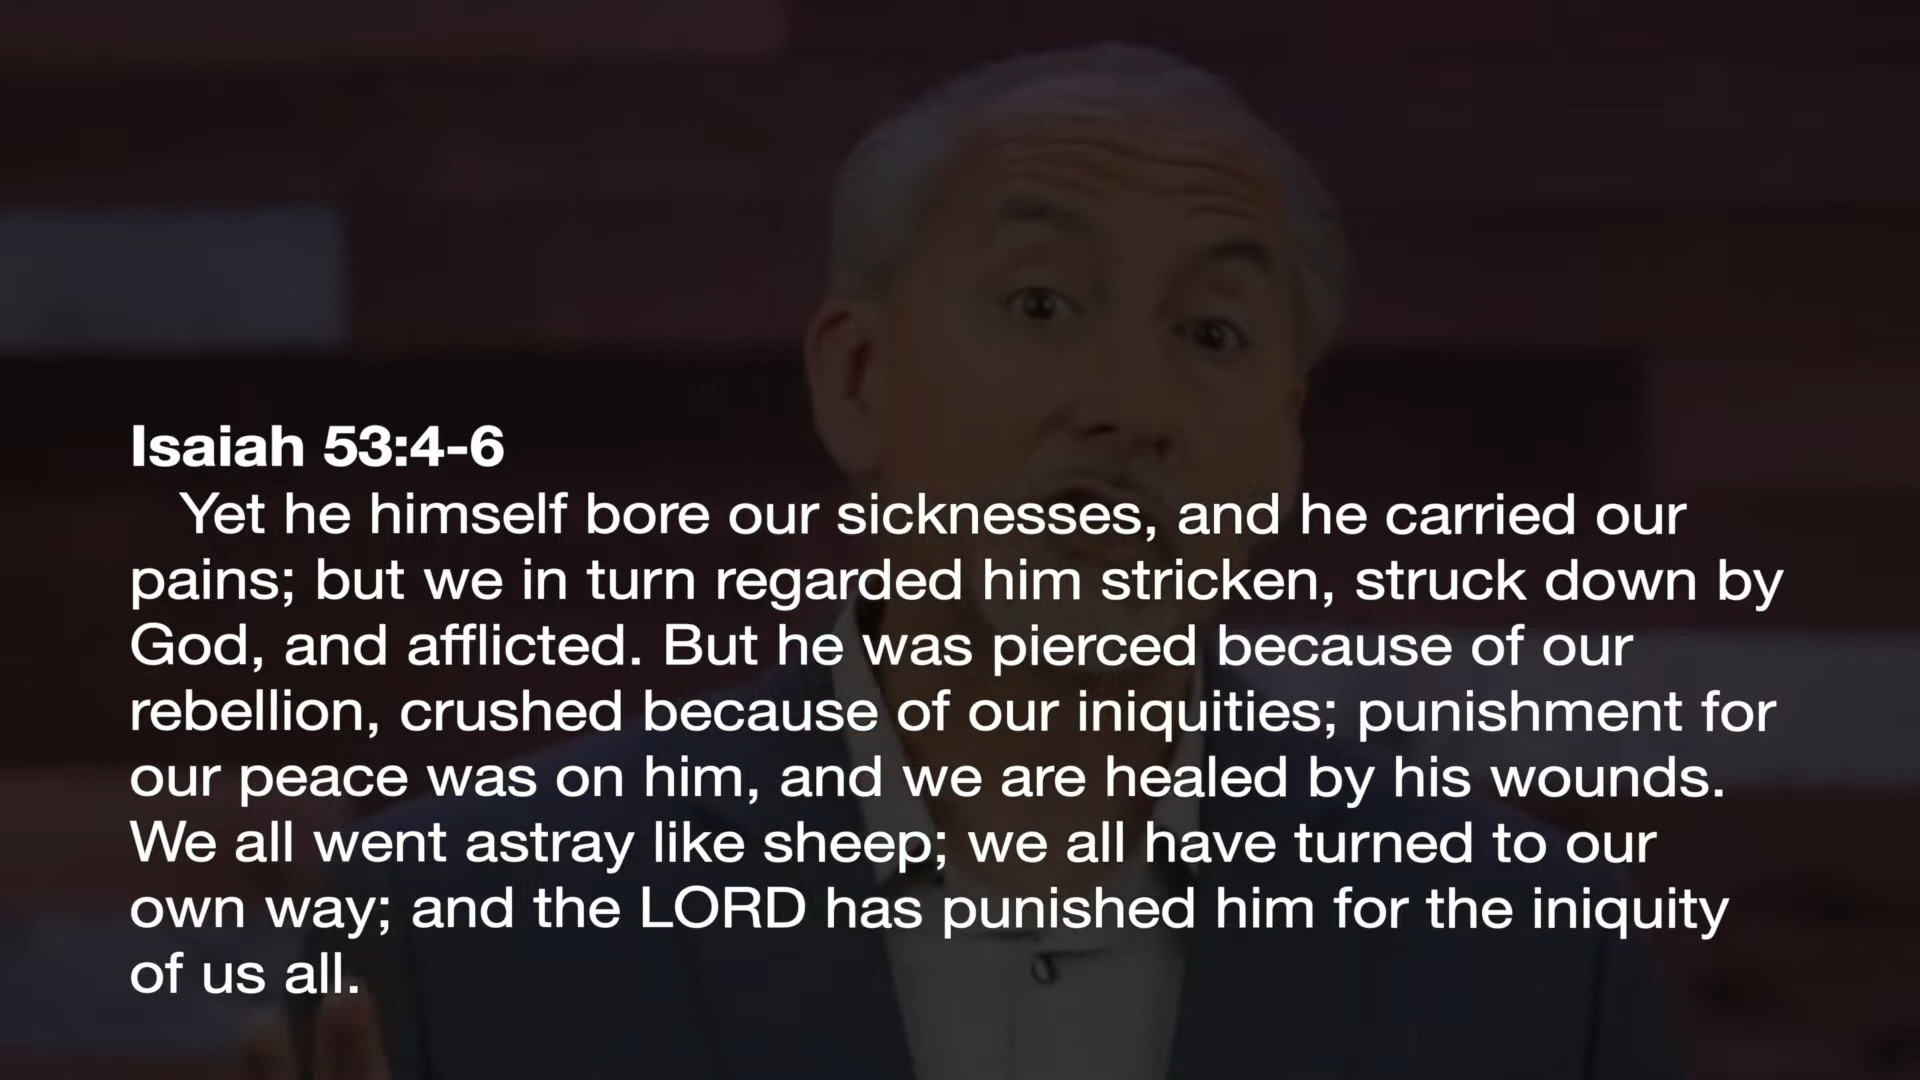 Isaiah 53:4-6
Yet he himself bore our sicknesses, and he carried our
pains; but we in turn regarded him stricken, struck down by
God, and afflicted. But he was pierced because of our
rebellion, crushed because of our iniquities; punishment for
our peace was on him, and we are healed by his wounds.
We all went astray like sheep; we all have turned to our
own way; and the LORD has punished him for the iniquity
of us all.